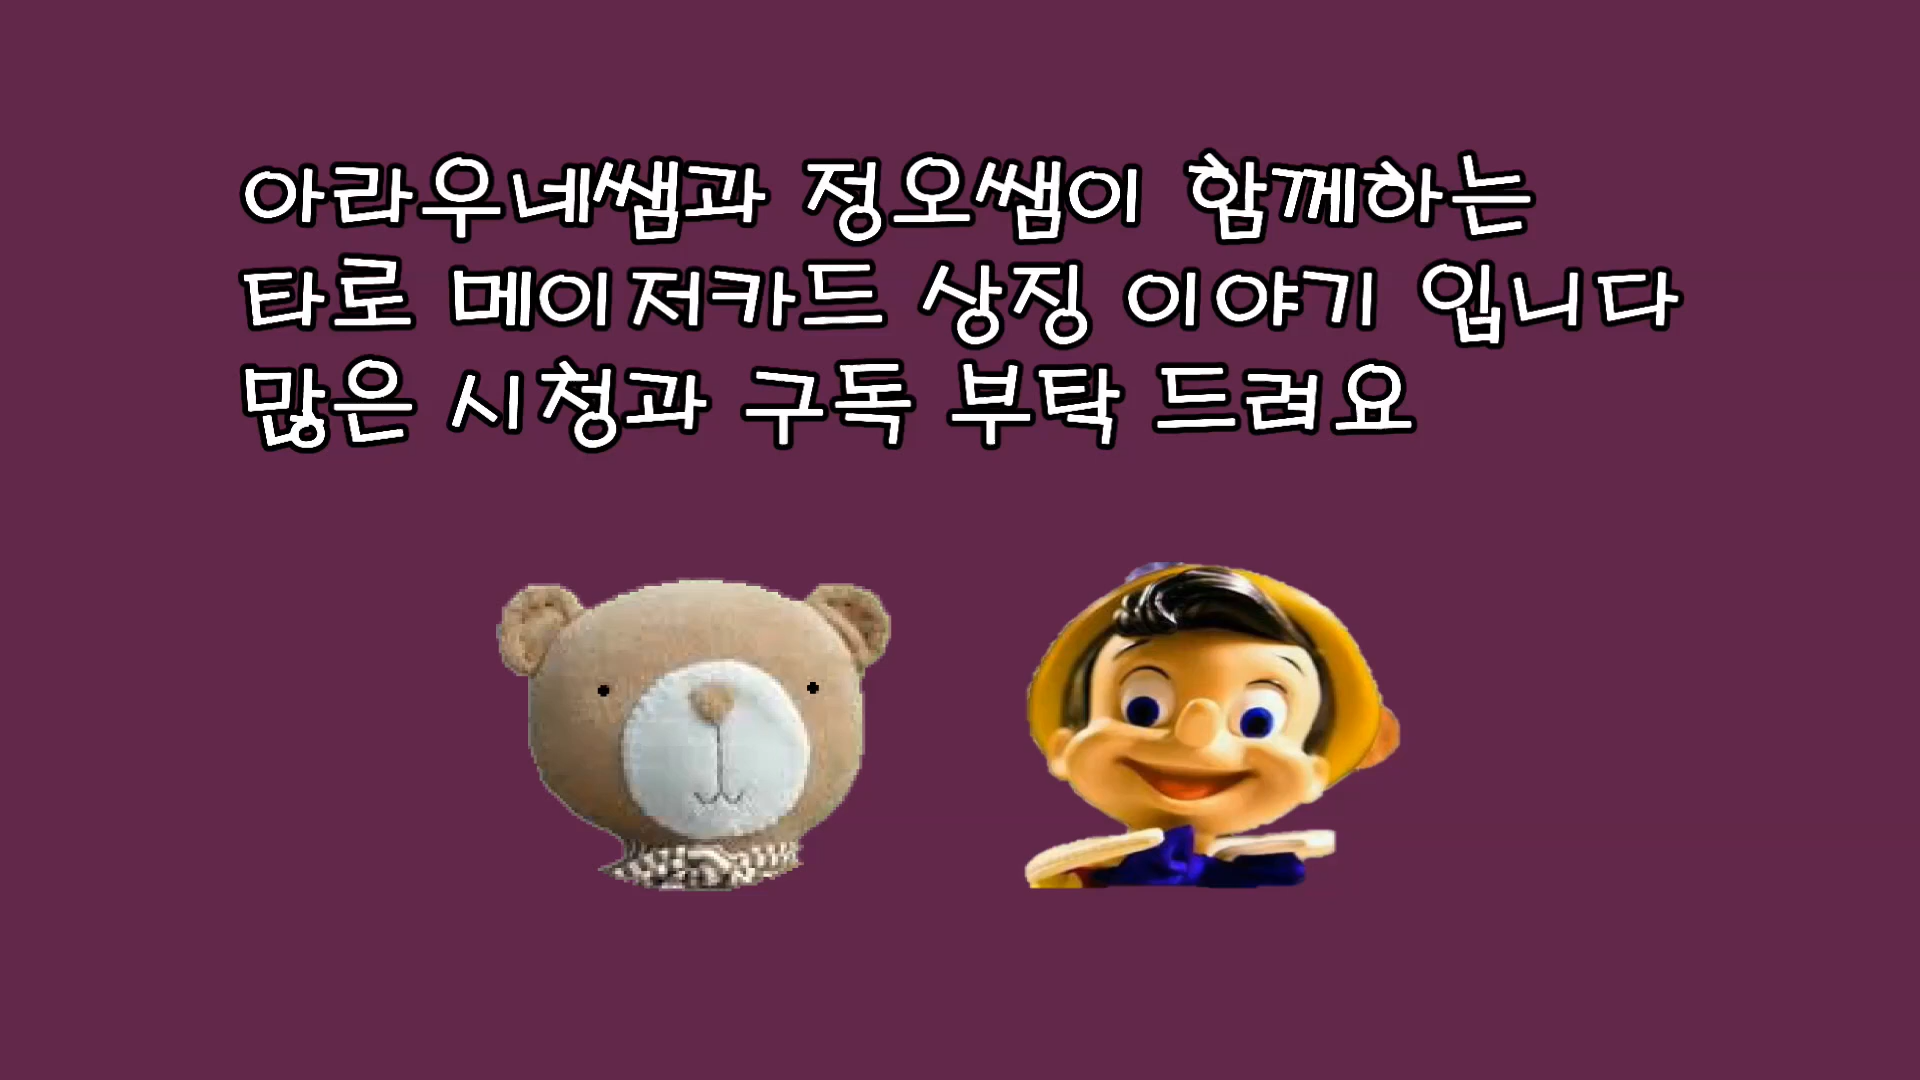 아라우네쌤과 정오쌤이 함께하는
타로 메이저카드 상징 이야기 입니다
많은 시청과 구독 부탁 드려요